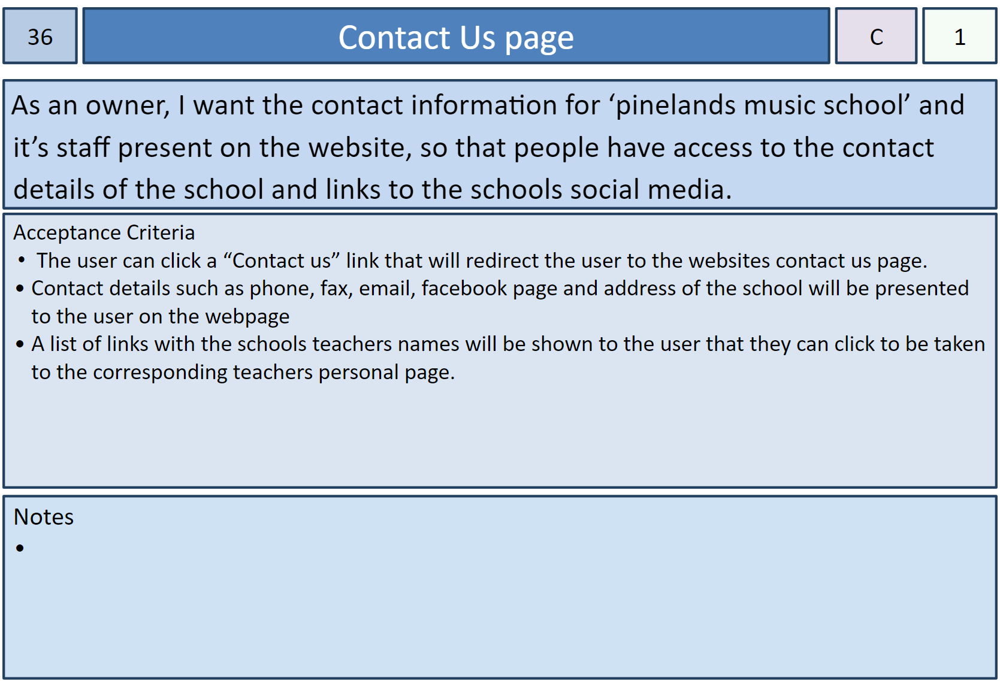 36
Contact Us page
C
1
As an owner, I want the contact information for ‘pinelands music school’ and
it’s staff present on the website, so that people have access to the contact
details of the school and links to the schools social media.
Acceptance Criteria
• The user can click a “Contact us” link that will redirect the user to the websites contact us page.
• Contact details such as phone, fax, email, facebook page and address of the school will be presented
to the user on the webpage
• A list of links with the schools teachers names will be shown to the user that they can click to be taken
to the corresponding teachers personal page.
Notes
•